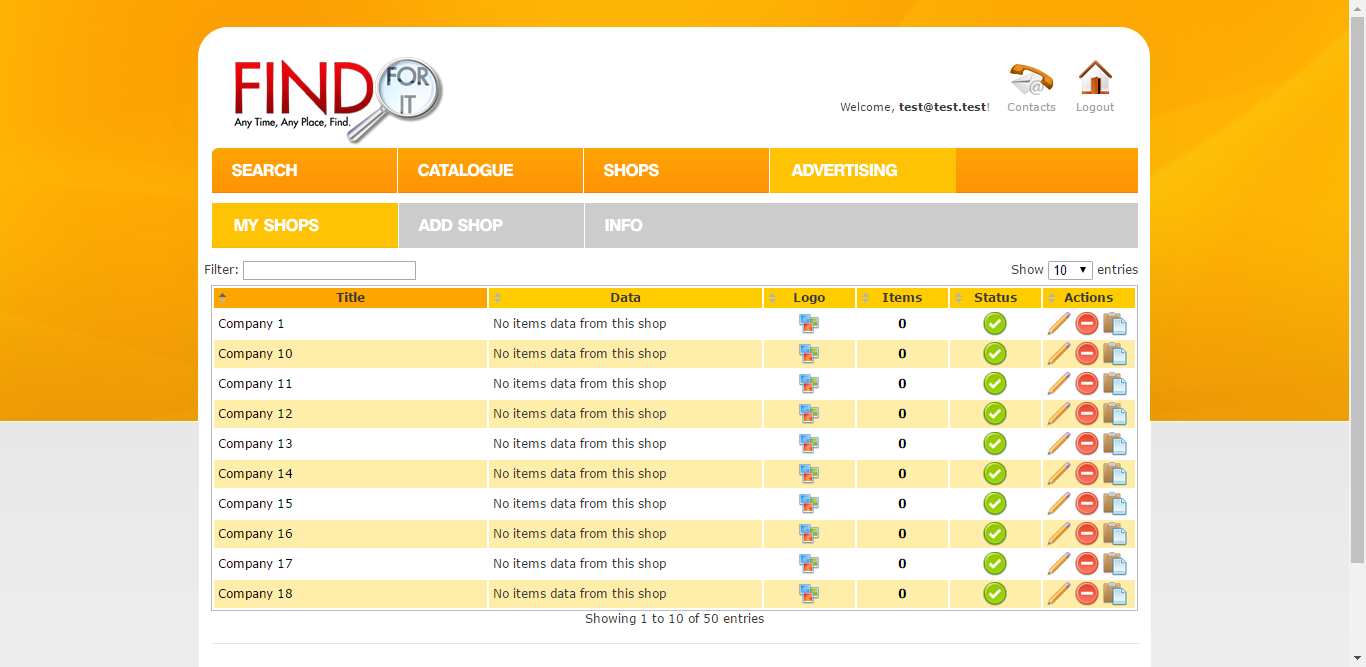 FIND FOR IT
Any Time, Any Place, Find.
Welcome, test@test.test!
Contacts
Logout
SEARCH CATALOGUE SHOPS ADVERTISING
MY SHOPS ADD SHOP INFO
Filter: Show 10 entries
Title Data Logo Items Status Actions
Company 1 No items data from this shop 0
Company 10 No items data from this shop 0
Company 11 No items data from this shop 0
Company 12 No items data from this shop 0
Company 13 No items data from this shop 0
Company 14 No items data from this shop 0
Company 15 No items data from this shop 0
Company 16 No items data from this shop 0
Company 17 No items data from this shop 0
Company 18 No items data from this shop 0
Showing 1 to 10 of 50 entries